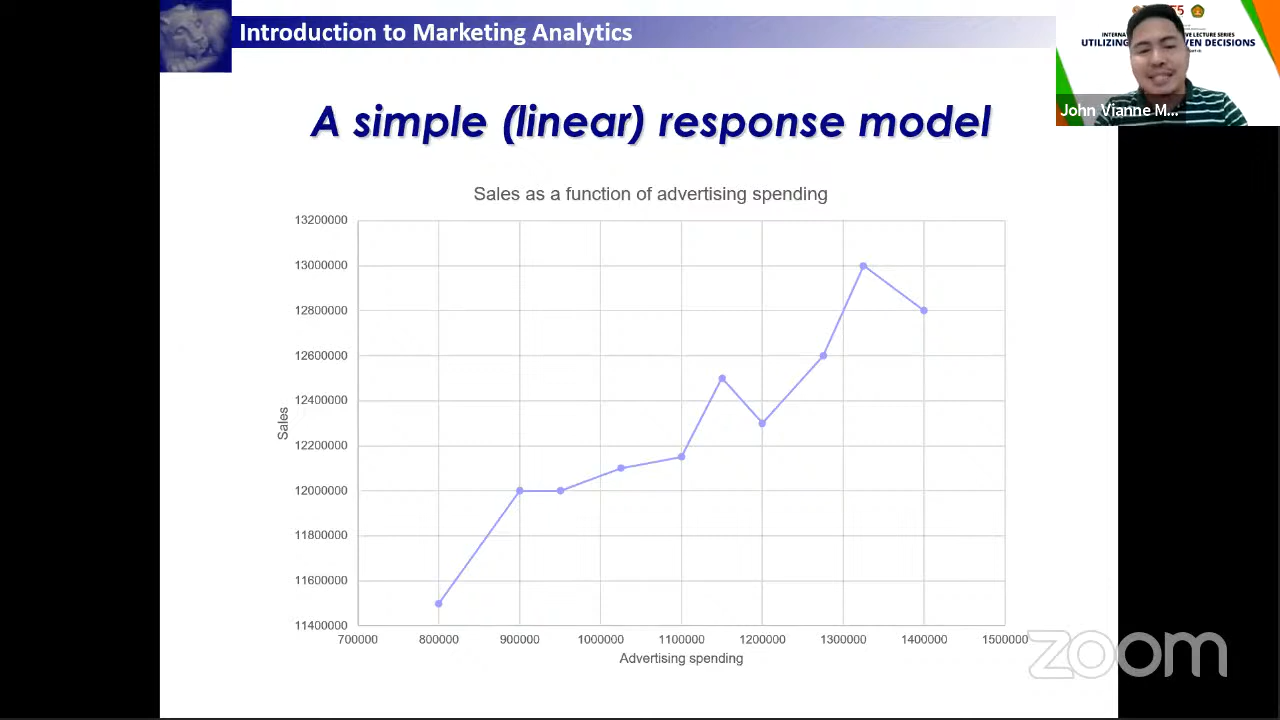 Introduction to Marketing Analytics
A simple (linear) response model
Sales as a function of advertising spending
13200000
13000000
12800000
12600000
12400000
12200000
12000000
11800000
11600000
11400000
Sales
700000 800000 900000 1000000 1100000 1200000 1300000 1400000 1500000
Advertising spending
LECTURE SERIES
UTILIZING DECISIONS
John Vianne M...
zoom